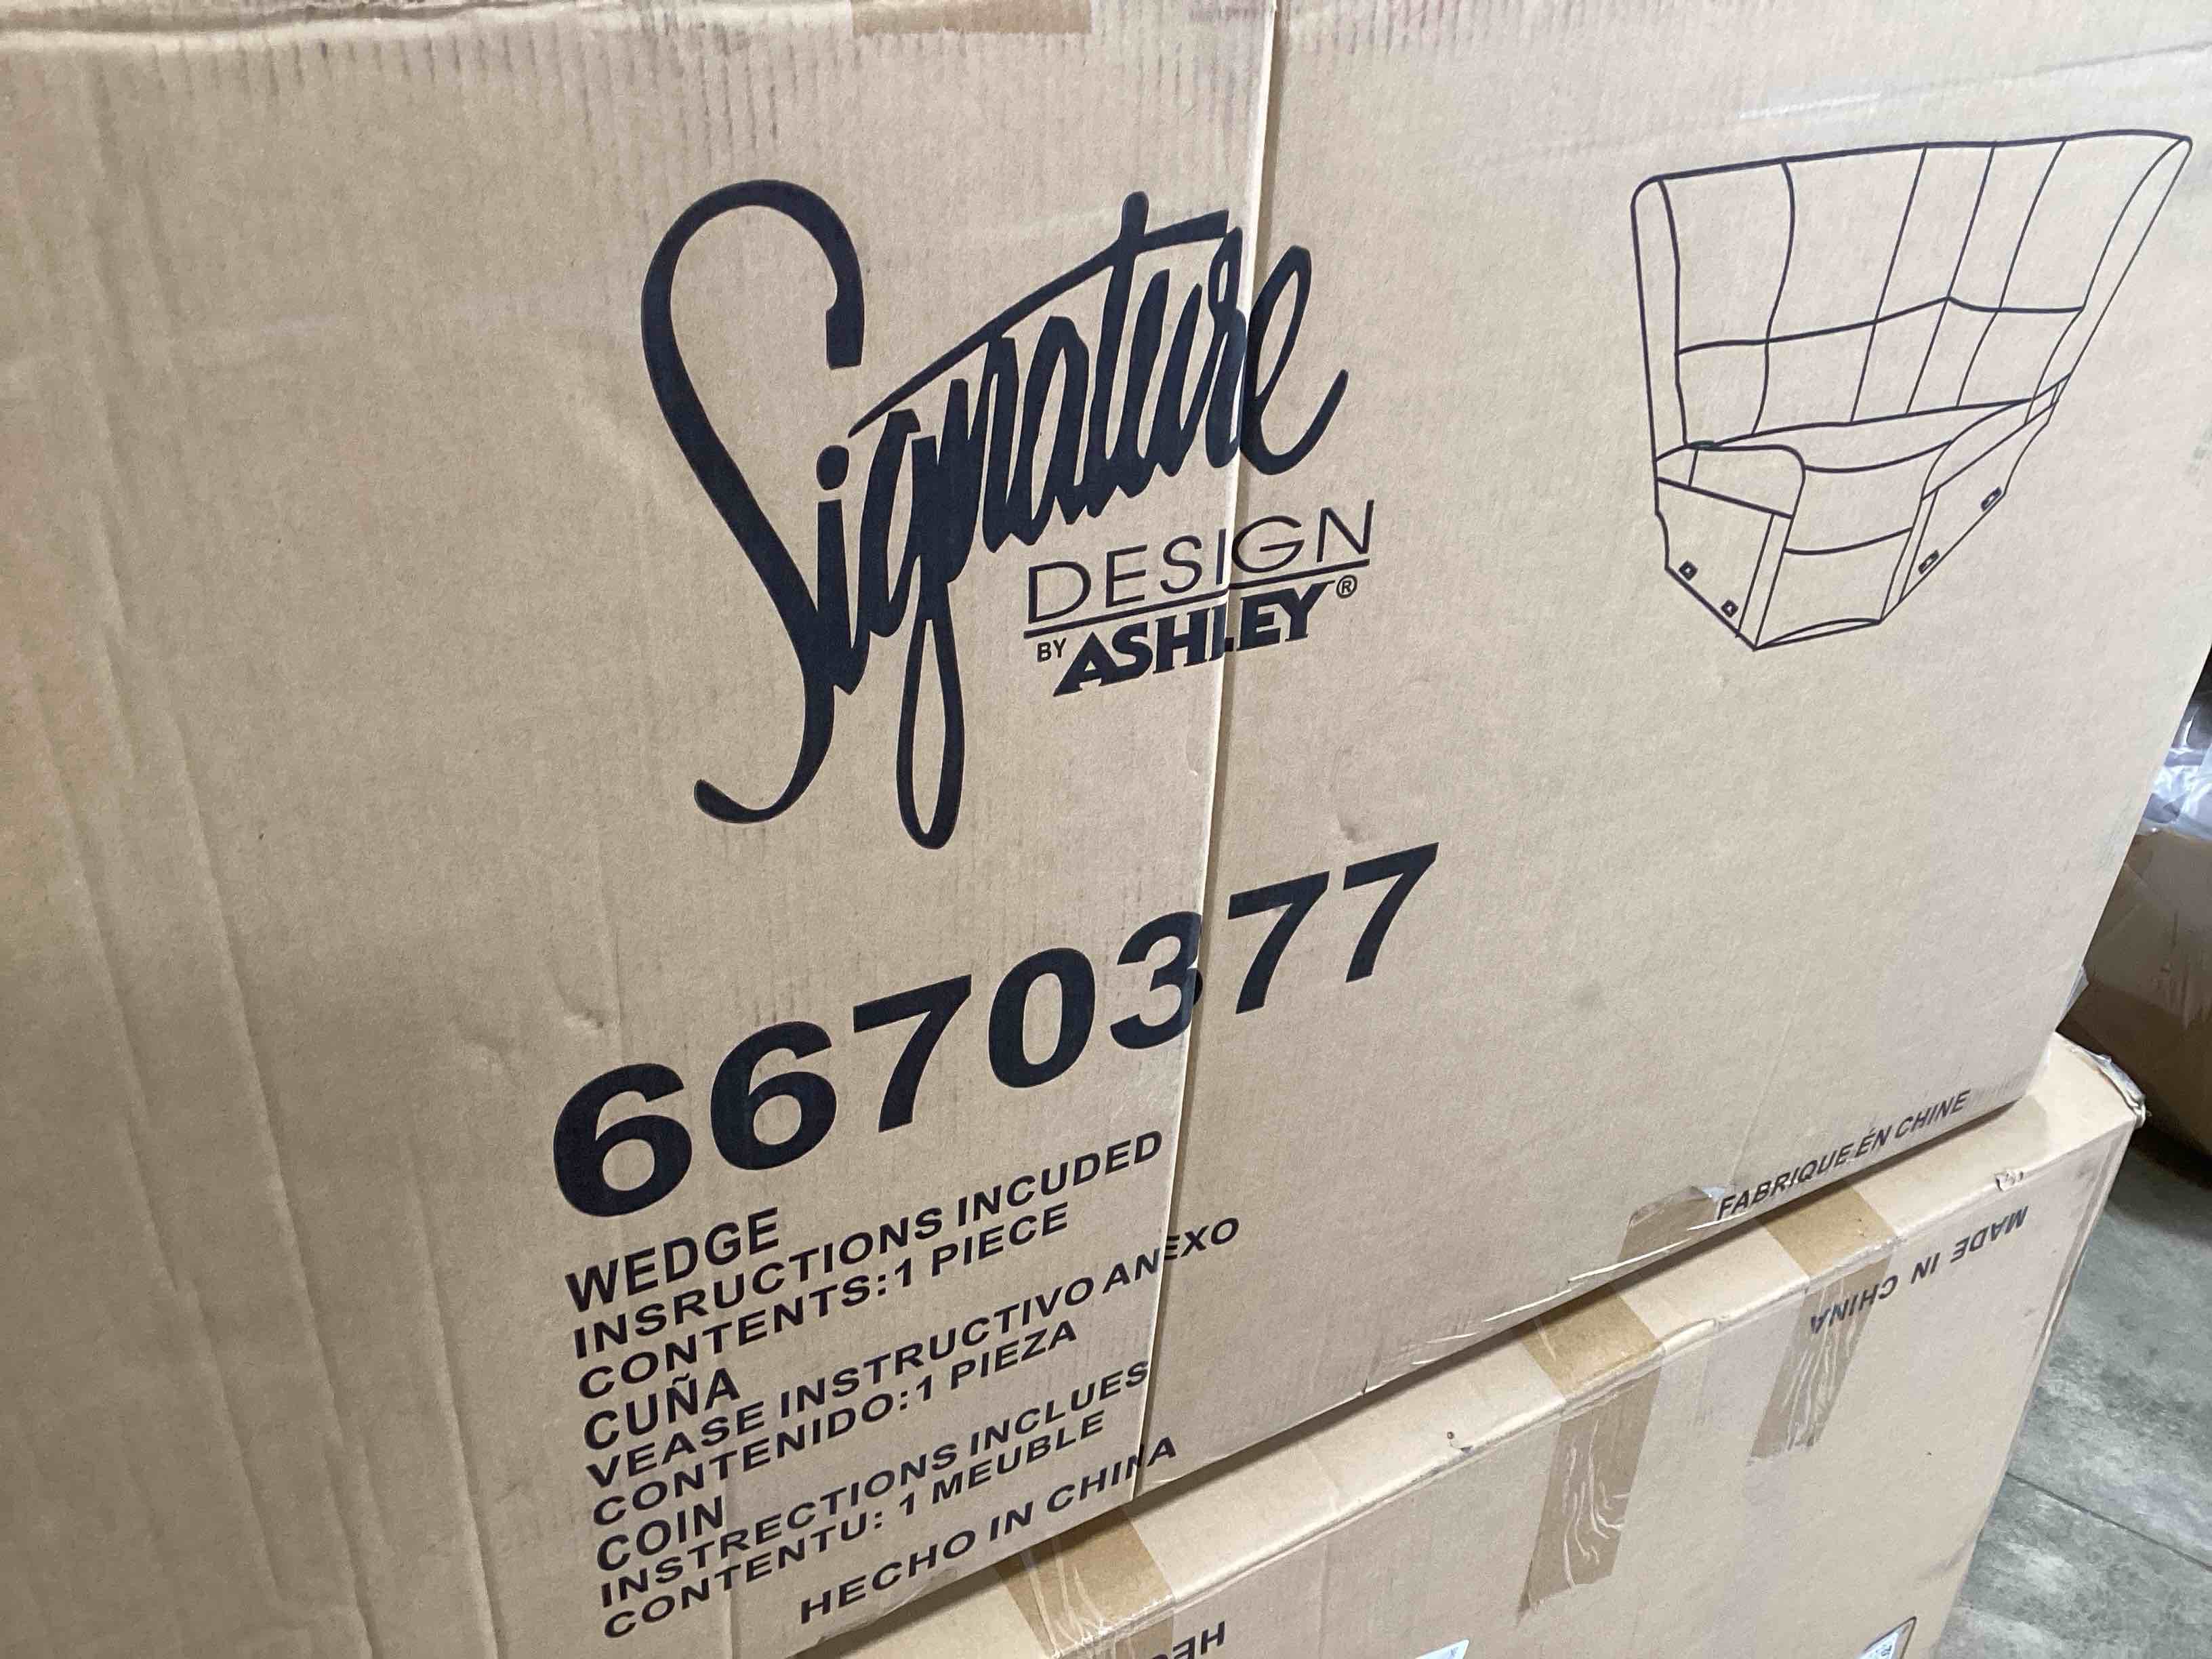 Signature
DESIGN
BY ASHLEY®
6670377
WEDGE
INSRUCTIONS INCUDED
CONTENTS:1 PIECE
CUÑA
VEASE INSTRUCTIVO ANEXO
CONTENIDO:1 PIEZA
COIN
INSTRECTIONS INCLUES
CONTENTU: 1 MEUBLE
HECHO IN CHINA
FABRIQUE ÉN CHINE
MADE IN CHINA